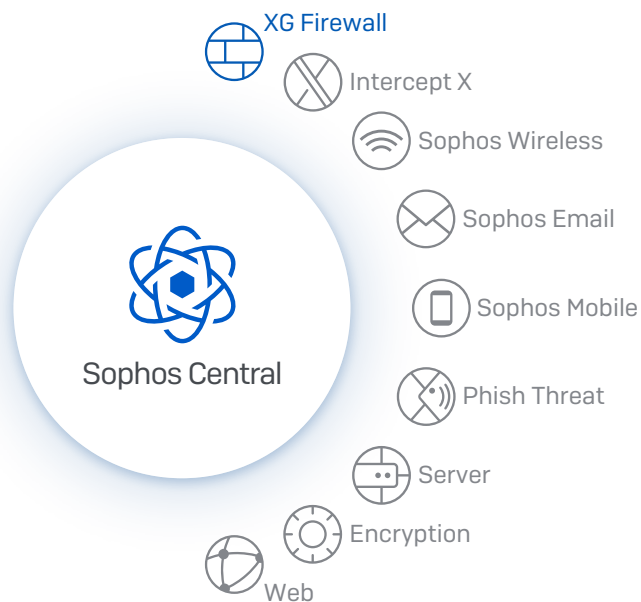 XG Firewall
Intercept X
Sophos Wireless
Sophos Email
Sophos Mobile
Sophos Central
Phish Threat
Server
Encryption
Web